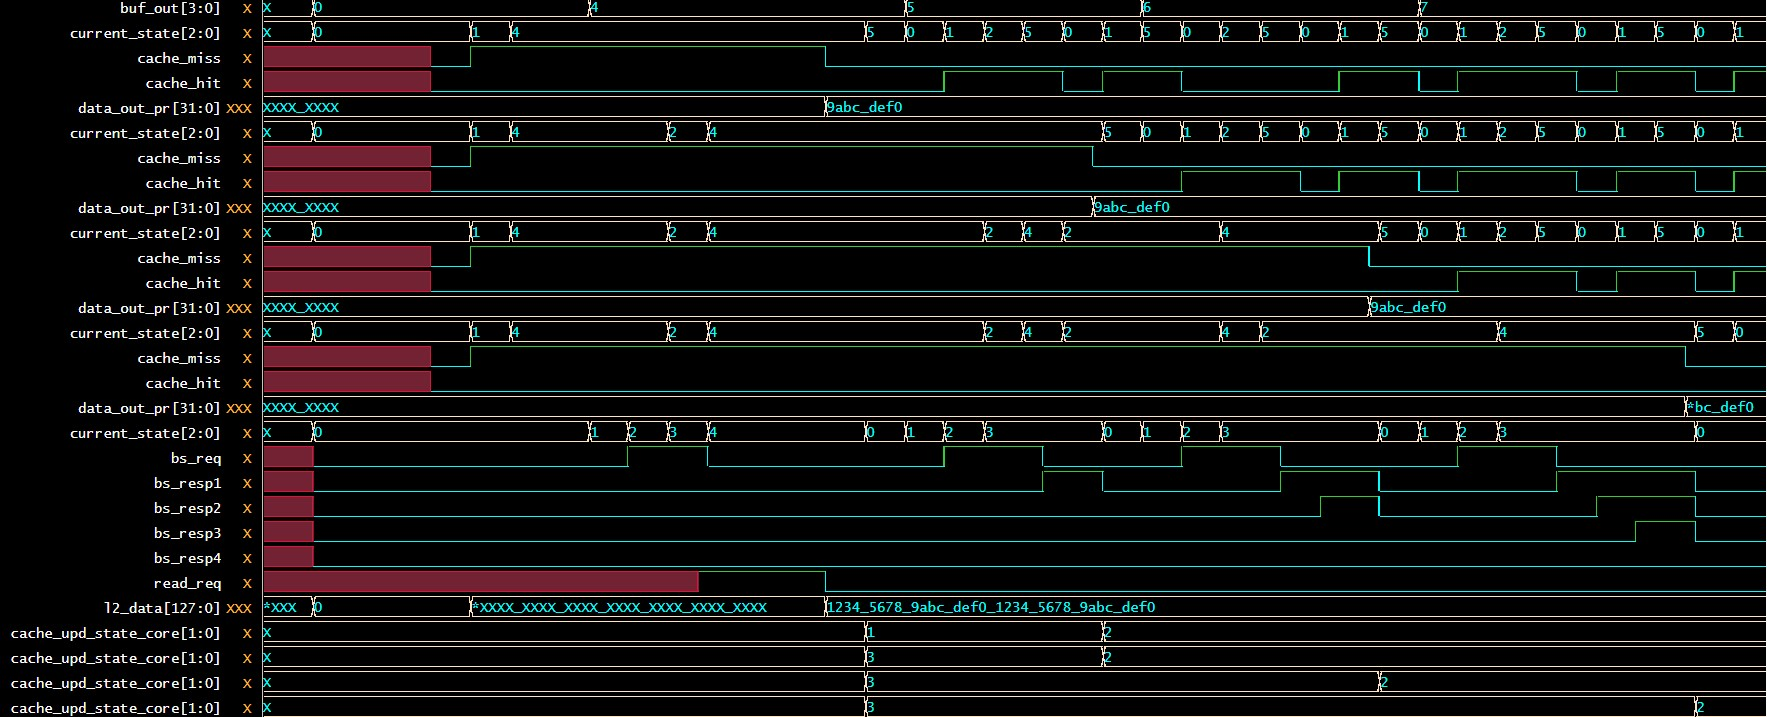 buf_out[3:0] x x 0 4 5 6 7
current_state[2:0] x x 0 1 4 5 0 1 2 5 0 1 5 0 2 5 0 1 5 0 1 2 5 0 1 5 0 1
cache_miss x
cache_hit x
data_out_pr[31:0] xxx xxxx_xxxx 9abc_def0
current_state[2:0] x x 0 1 4 2 4 5 0 1 2 5 0 1 5 0 1 2 5 0 1 5 0 1
cache_miss x
cache_hit x
data_out_pr[31:0] xxx xxxx_xxxx 9abc_def0
current_state[2:0] x x 0 1 4 2 4 2 4 2 4 5 0 1 2 5 0 1 5 0 1
cache_miss x
cache_hit x
data_out_pr[31:0] xxx xxxx_xxxx 9abc_def0
current_state[2:0] x x 0 1 4 2 4 2 4 2 4 2 4 5 0
cache_miss x
cache_hit x
data_out_pr[31:0] xxx xxxx_xxxx *bc_def0
current_state[2:0] x x 0 1 2 3 4 0 1 2 3 0 1 2 3 0 1 2 3 0
bs_req x
bs_resp1 x
bs_resp2 x
bs_resp3 x
bs_resp4 x
read_req x
l2_data[127:0] xxx *xxx 0 *xxxx_xxxx_xxxx_xxxx_xxxx_xxxx_xxxx 1234_5678_9abc_def0_1234_5678_9abc_def0
cache_upd_state_core[1:0] x x 1 2
cache_upd_state_core[1:0] x x 3 2
cache_upd_state_core[1:0] x x 3 2
cache_upd_state_core[1:0] x x 3 2